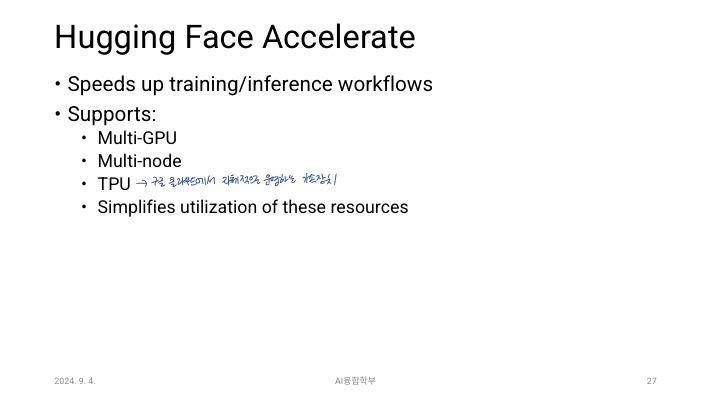 Hugging Face Accelerate
• Speeds up training/inference workflows
• Supports:
• Multi-GPU
• Multi-node
• TPU → 구글 클라우드에서 자체적으로 운영하는 가속장치
• Simplifies utilization of these resources
2024. 9. 4.
AI융합학부
27